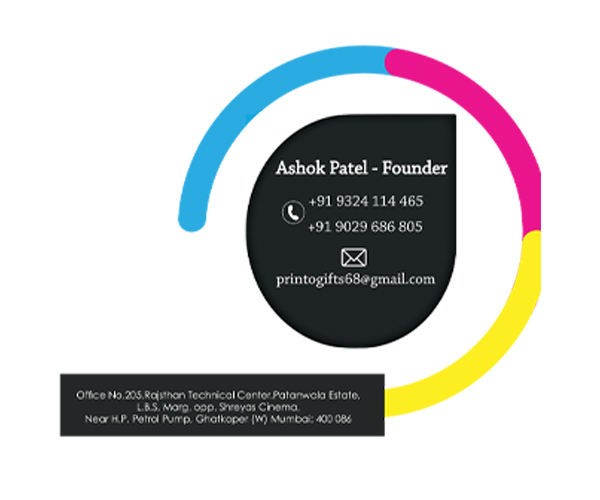 Ashok Patel - Founder
+91 9324 114 465
+91 9029 686 805
printogifts68@gmail.com
Office No.205,Rajsthan Technical Center,Patanwala Estate,
L.B.S. Marg, opp. Shreyas Cinema,
Near H.P. Petrol Pump, Ghatkoper (W) Mumbai: 400 086